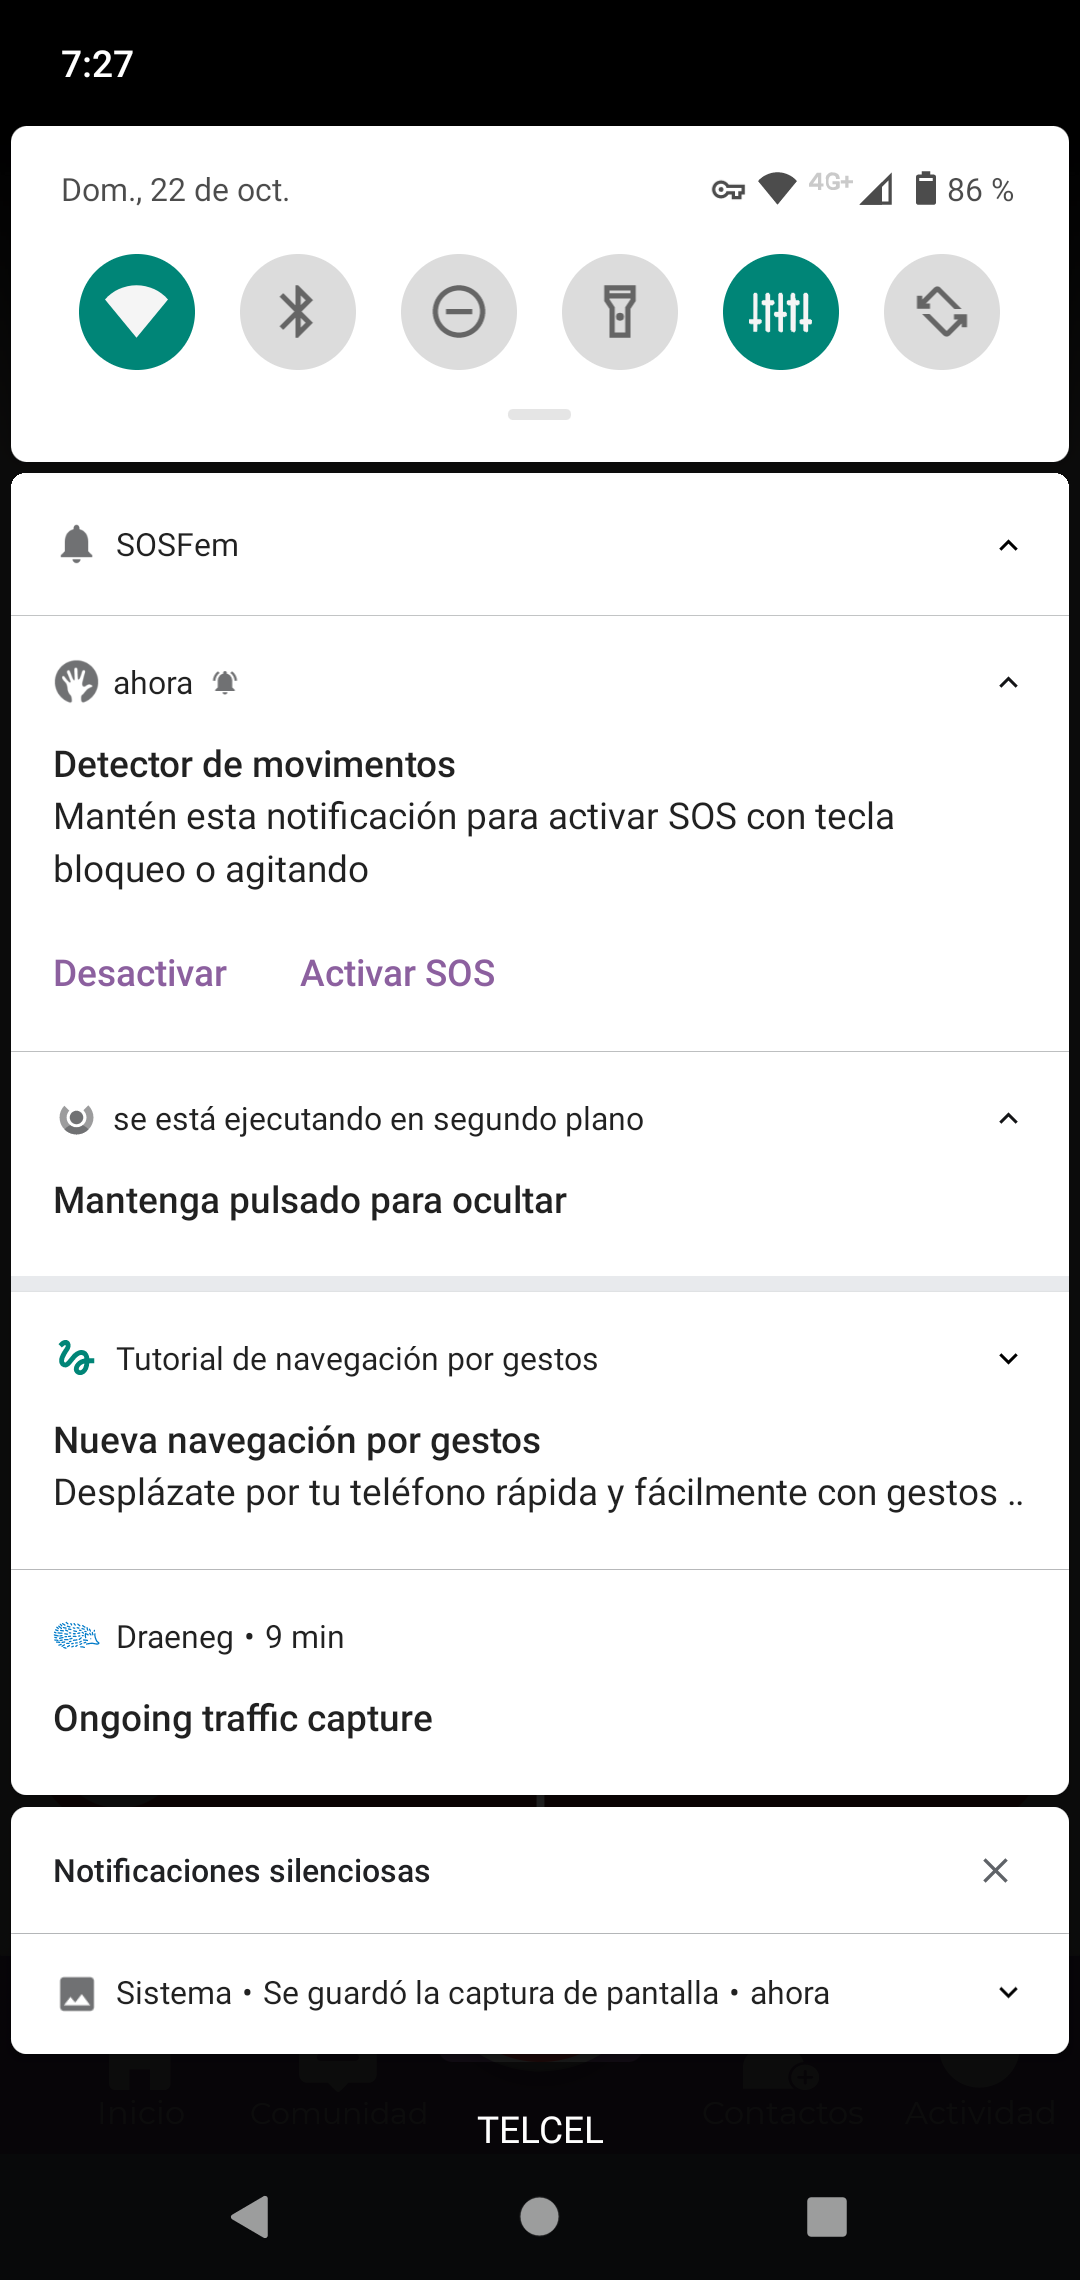 7:27
Dom., 22 de oct.
4G+
86 %
SOSFem
ahora
Detector de movimentos
Mantén esta notificación para activar SOS con tecla
bloqueo o agitando
Desactivar
Activar SOS
se está ejecutando en segundo plano
Mantenga pulsado para ocultar
Tutorial de navegación por gestos
Nueva navegación por gestos
Desplázate por tu teléfono rápida y fácilmente con gestos ..
Draeneg • 9 min
Ongoing traffic capture
Notificaciones silenciosas
Sistema • Se guardó la captura de pantalla • ahora
Inicio
Comunidad
Contactos
Actividad
TELCEL